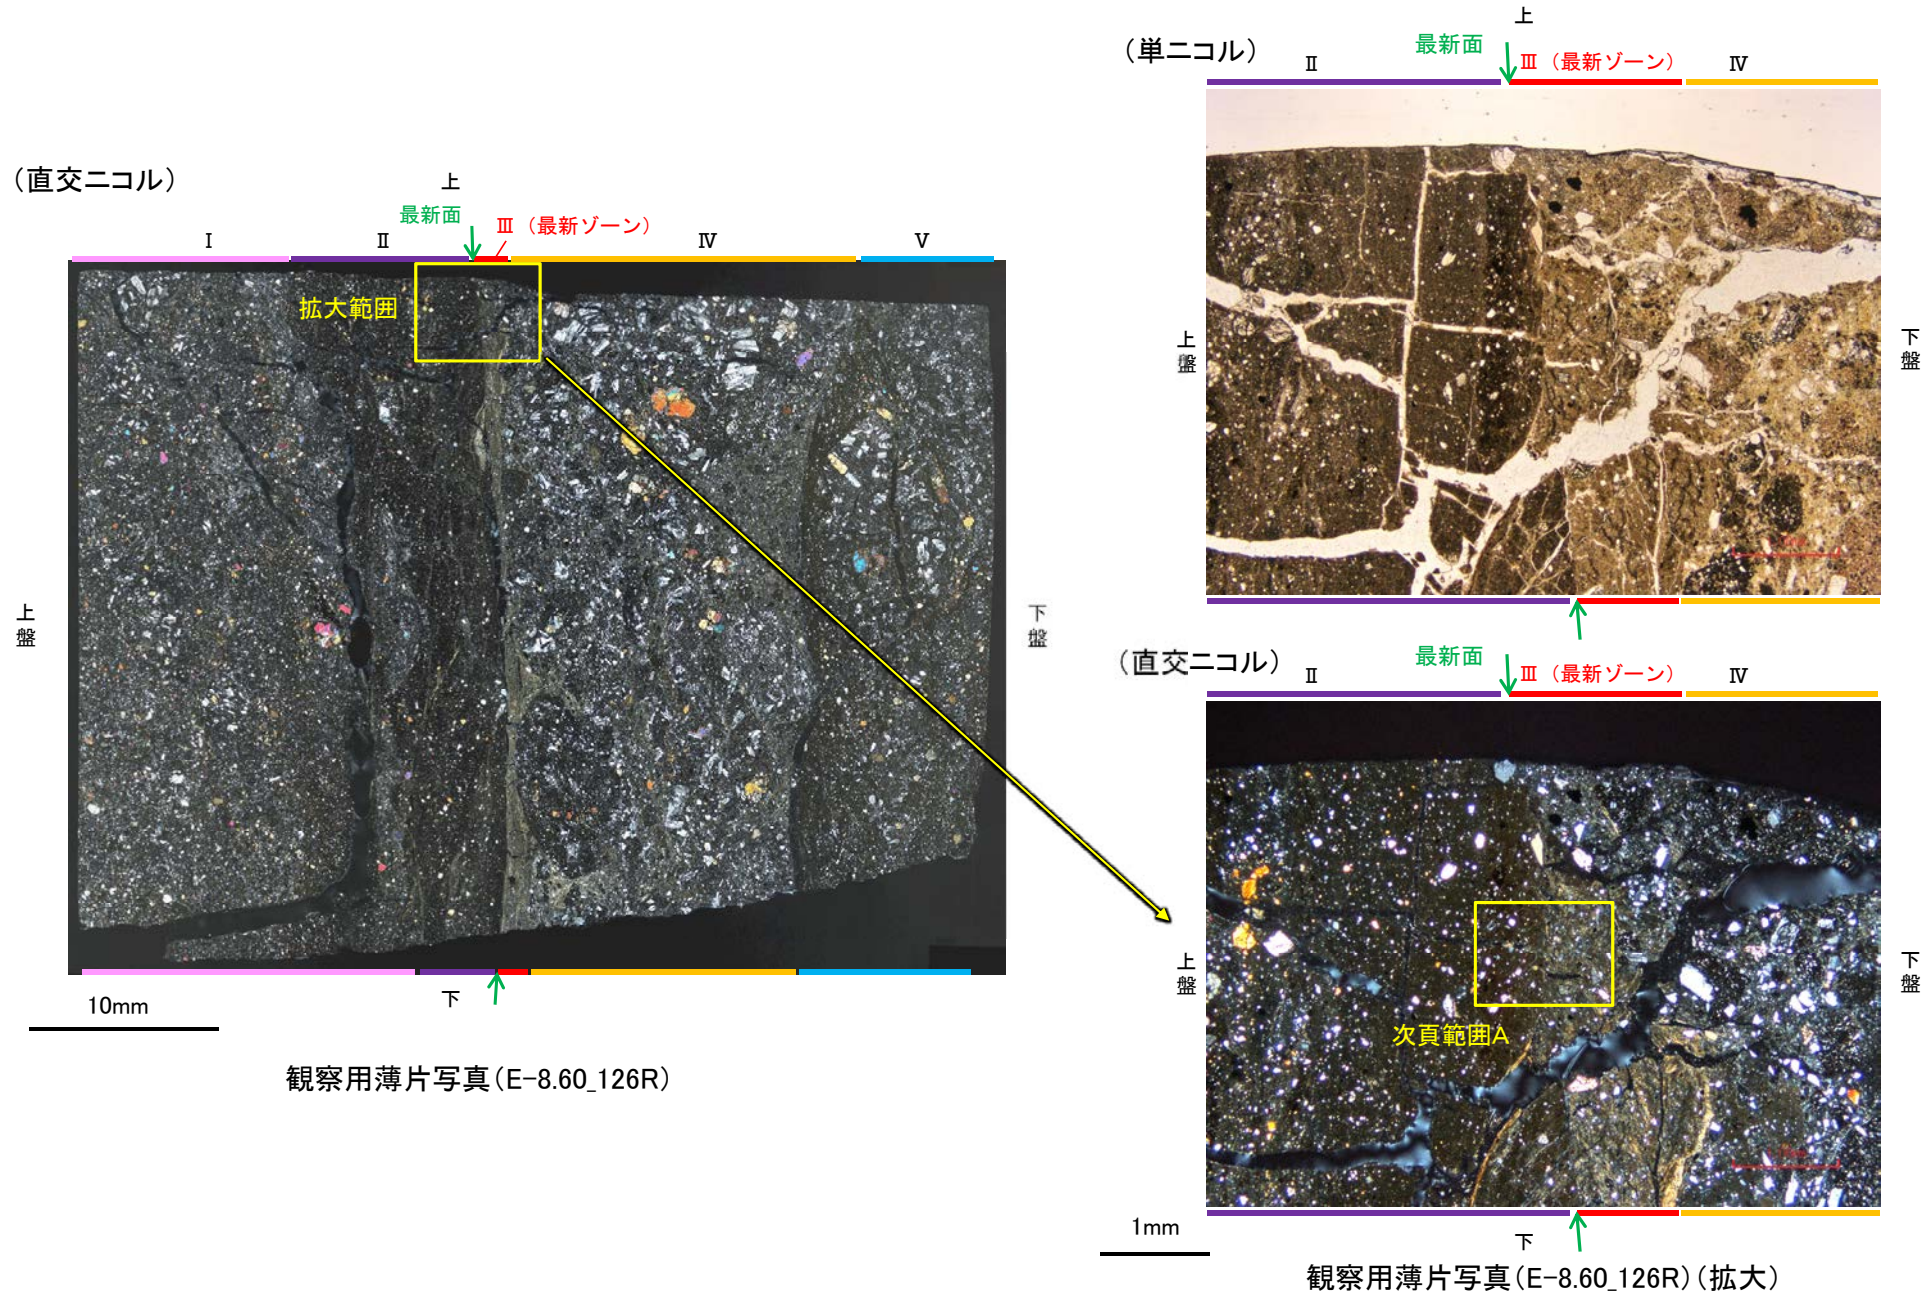 (直交ニコル)
上
最新面
Ⅲ (最新ゾーン)
Ⅰ
Ⅱ
Ⅳ
Ⅴ
拡大範囲
上盤
下盤
下
10mm
観察用薄片写真(E-8.60_126R)
(単ニコル)
上
最新面
Ⅱ
Ⅲ (最新ゾーン)
Ⅳ
上盤
下盤
(直交ニコル)
最新面
Ⅱ
Ⅲ (最新ゾーン)
Ⅳ
上盤
下盤
次頁範囲A
1mm
下
観察用薄片写真(E-8.60_126R)(拡大)